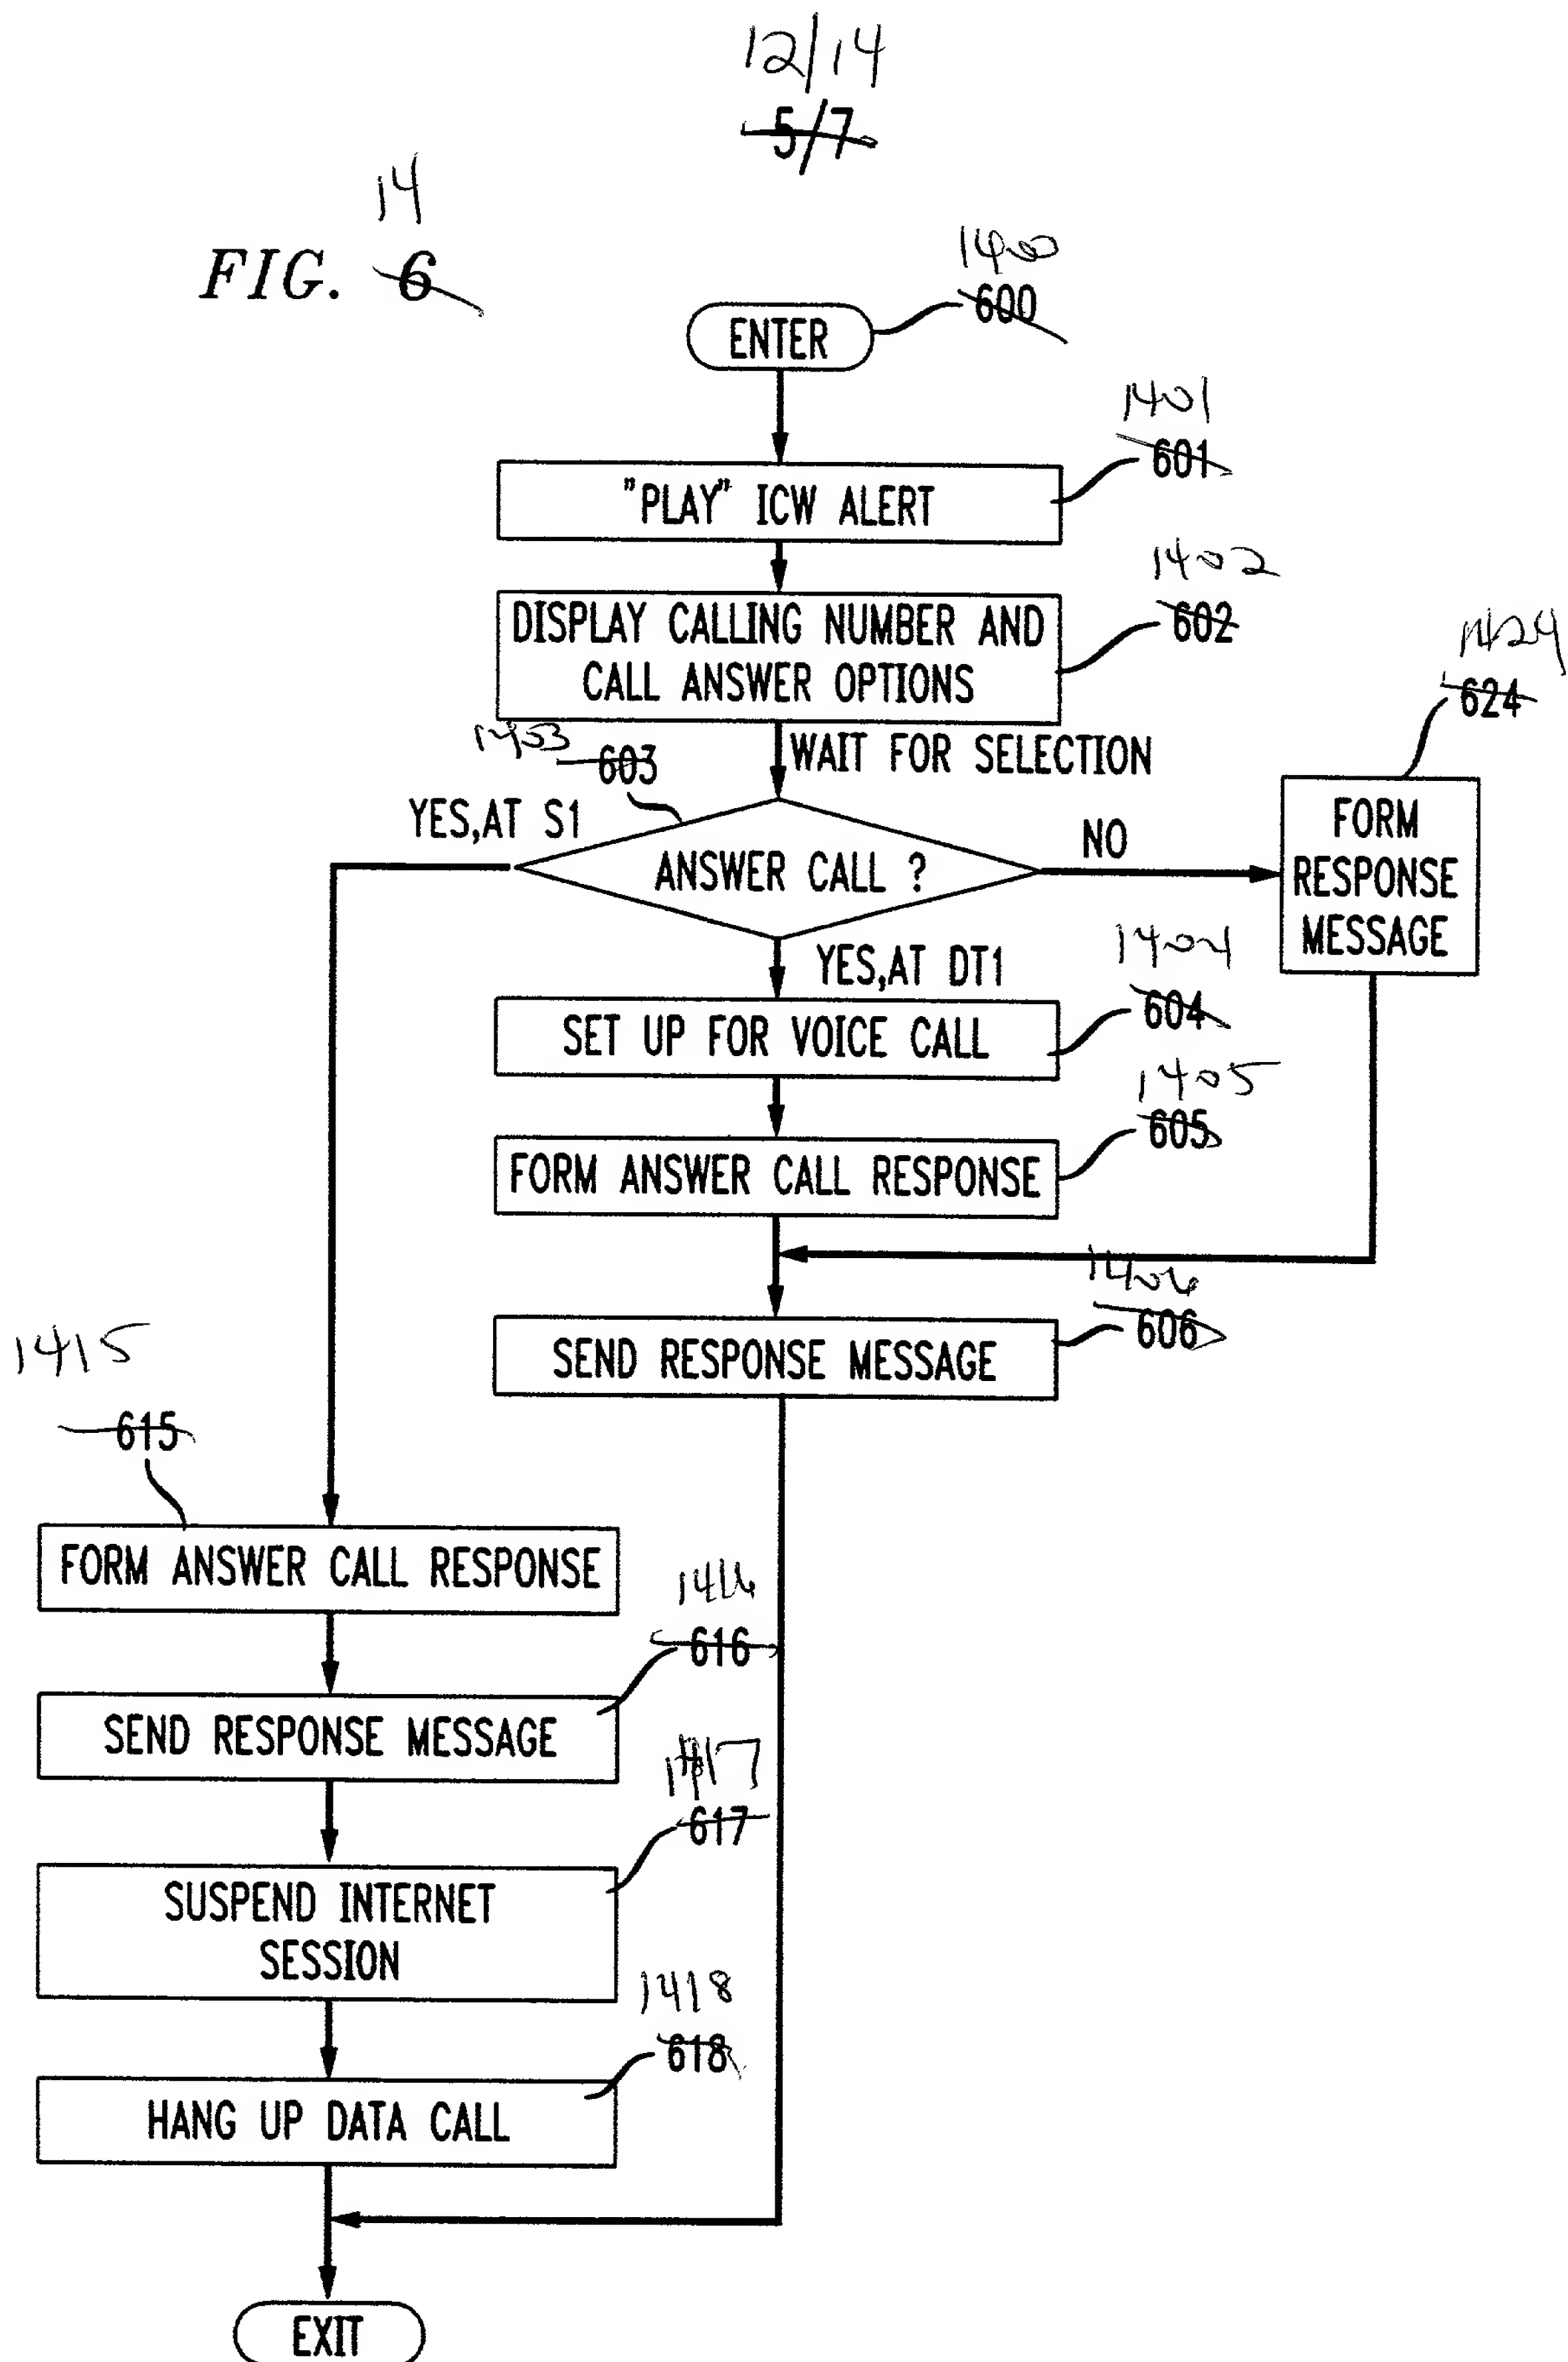 12/14
5/7
14
FIG. 6
1400
600
ENTER
1401
601
"PLAY" ICW ALERT
1402
602
DISPLAY CALLING NUMBER AND
CALL ANSWER OPTIONS
1424
624
1403
603
WAIT FOR SELECTION
YES,AT S1
ANSWER CALL ?
NO
FORM
RESPONSE
MESSAGE
YES,AT DT1
1404
604
SET UP FOR VOICE CALL
1405
605
FORM ANSWER CALL RESPONSE
1406
606
SEND RESPONSE MESSAGE
1415
615
FORM ANSWER CALL RESPONSE
1416
616
SEND RESPONSE MESSAGE
1417
617
SUSPEND INTERNET
SESSION
1418
618
HANG UP DATA CALL
EXIT